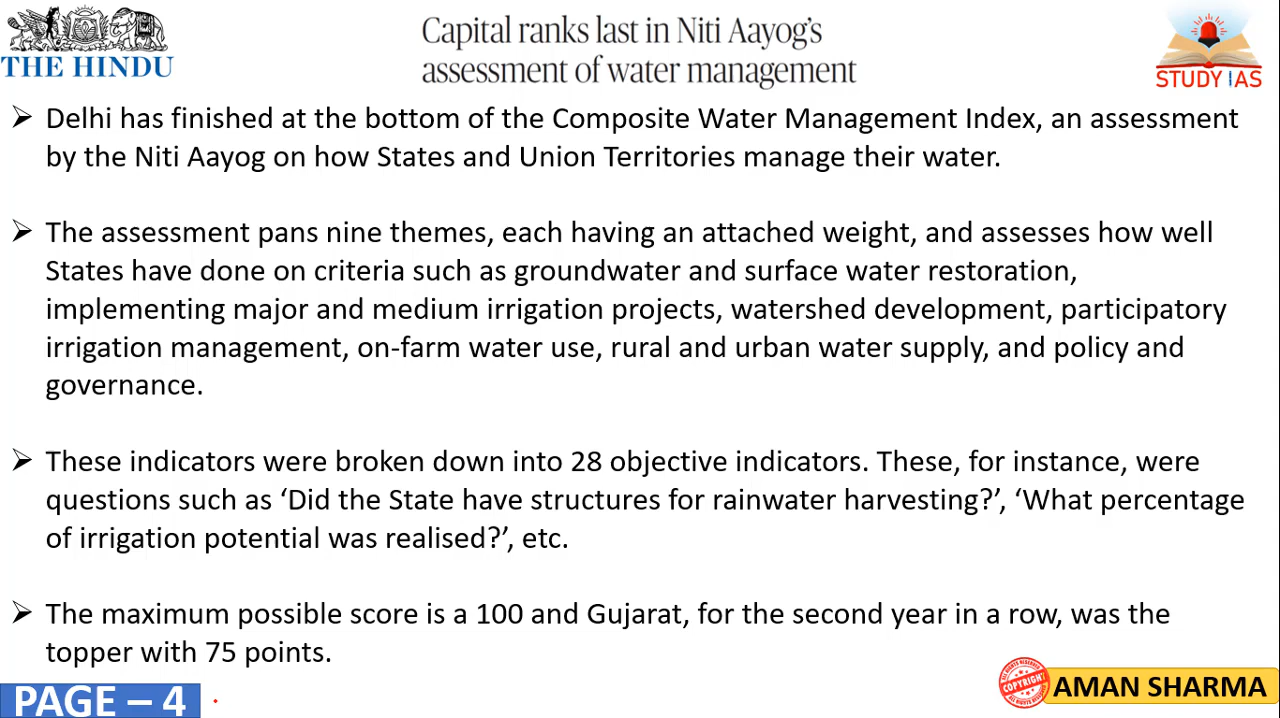 THE HINDU
Capital ranks last in Niti Aayog's
assessment of water management
STUDY IAS
➢ Delhi has finished at the bottom of the Composite Water Management Index, an assessment
by the Niti Aayog on how States and Union Territories manage their water.
➢ The assessment pans nine themes, each having an attached weight, and assesses how well
States have done on criteria such as groundwater and surface water restoration,
implementing major and medium irrigation projects, watershed development, participatory
irrigation management, on-farm water use, rural and urban water supply, and policy and
governance.
➢ These indicators were broken down into 28 objective indicators. These, for instance, were
questions such as ‘Did the State have structures for rainwater harvesting?’, ‘What percentage
of irrigation potential was realised?’, etc.
➢ The maximum possible score is a 100 and Gujarat, for the second year in a row, was the
topper with 75 points.
PAGE – 4
COPYRIGHT
AMAN SHARMA